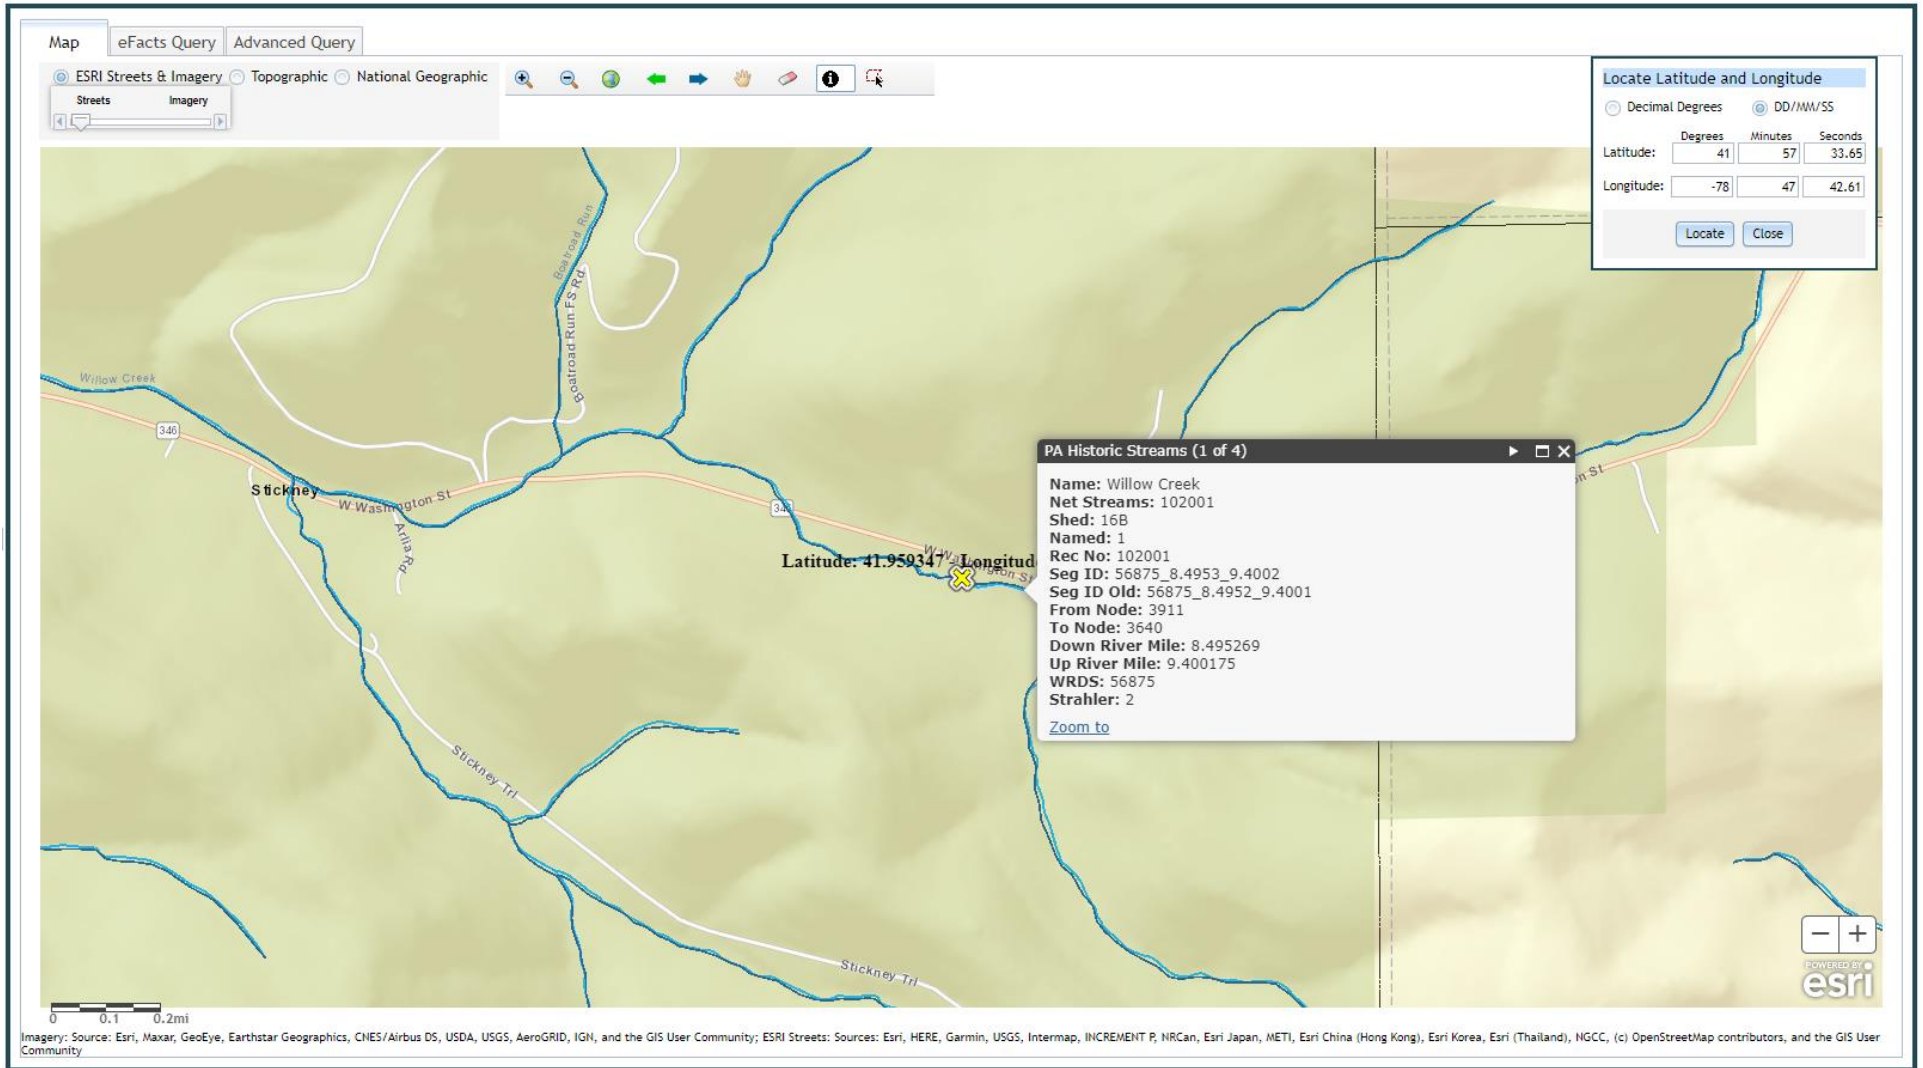 Map eFacts Query Advanced Query
ESRI Streets & Imagery Topographic National Geographic
Streets Imagery
Locate Latitude and Longitude
Decimal Degrees DD/MM/SS
Degrees Minutes Seconds
Latitude: 41 57 33.65
Longitude: -78 47 42.61
Locate Close
Boatroad Run
Boatroad Run FS Rd
Willow Creek
346
Stickney
W Washington St
Arlia Rd
346
W Washington St
Latitude: 41.959347 - Longitud
n St
PA Historic Streams (1 of 4)
Name: Willow Creek
Net Streams: 102001
Shed: 16B
Named: 1
Rec No: 102001
Seg ID: 56875_8.4953_9.4002
Seg ID Old: 56875_8.4952_9.4001
From Node: 3911
To Node: 3640
Down River Mile: 8.495269
Up River Mile: 9.400175
WRDS: 56875
Strahler: 2
Zoom to
Stickney Trl
Stickney Trl
POWERED BY
esri
0 0.1 0.2mi
Imagery: Source: Esri, Maxar, GeoEye, Earthstar Geographics, CNES/Airbus DS, USDA, USGS, AeroGRID, IGN, and the GIS User Community; ESRI Streets: Sources: Esri, HERE, Garmin, USGS, Intermap, INCREMENT P, NRCan, Esri Japan, METI, Esri China (Hong Kong), Esri Korea, Esri (Thailand), NGCC, (c) OpenStreetMap contributors, and the GIS User
Community